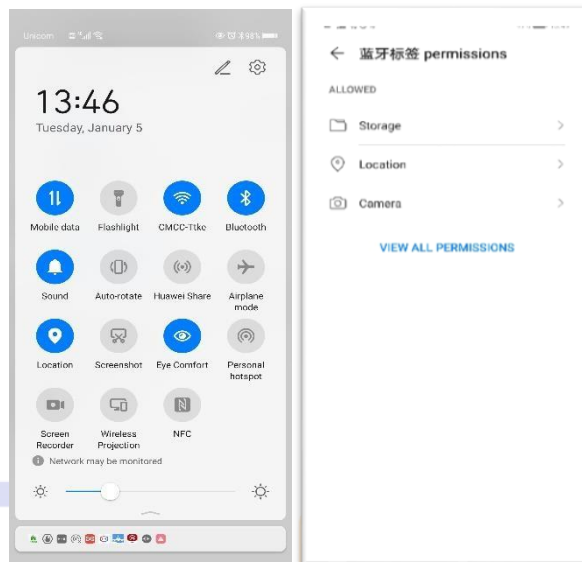 Unicom
98%
13:46
Tuesday, January 5
Mobile data
Flashlight
CMCC-Ttke
Bluetooth
Sound
Auto-rotate
Huawei Share
Airplane
mode
Location
Screenshot
Eye Comfort
Personal
hotspot
Screen
Recorder
Wireless
Projection
NFC
Network may be monitored
蓝牙标签 permissions
ALLOWED
Storage
Location
Camera
VIEW ALL PERMISSIONS